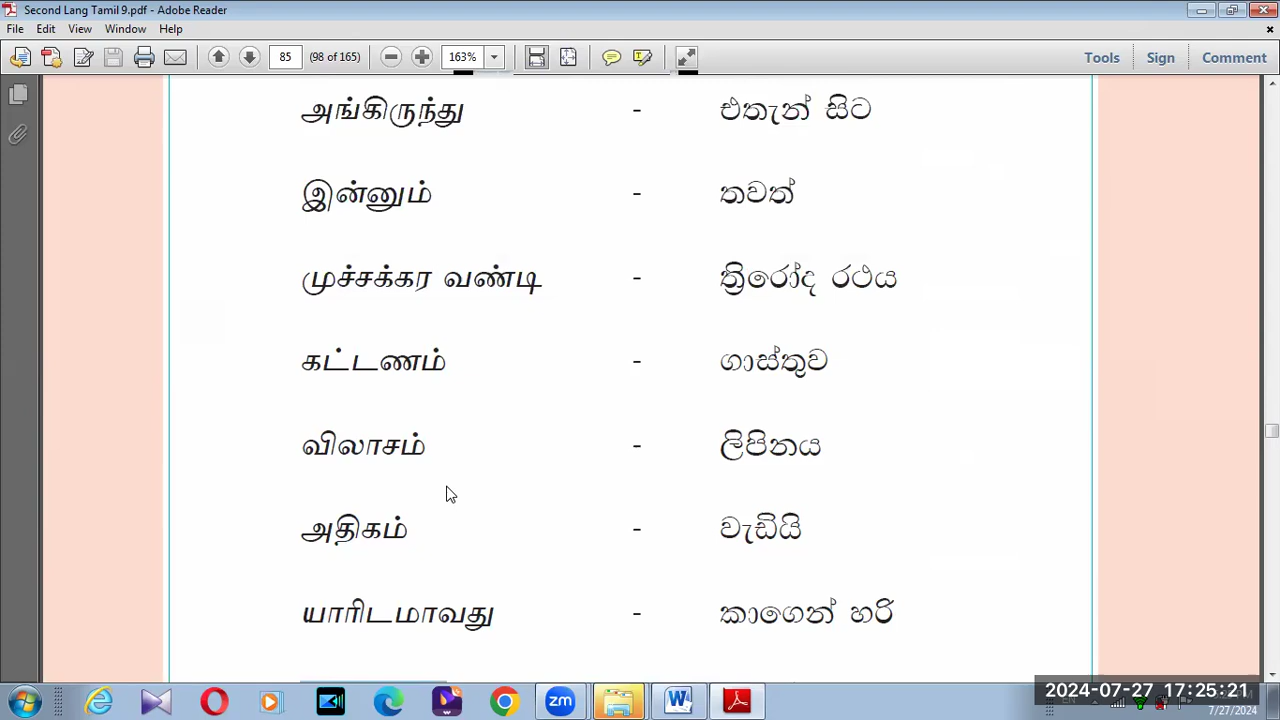 Second Lang Tamil 9.pdf - Adobe Reader
File Edit View Window Help
85 (98 of 165) 163% Tools Sign Comment
அங்கிருந்து - එතැන් සිට
இன்னும் - තවත්
முச்சக்கர வண்டி - ත්‍රිරෝද රථය
கட்டணம் - ගාස්තුව
விலாசம் - ලිපිනය
அதிகம் - වැඩියි
யாரிடமாவது - කාගෙන් හරි
2024-07-27 17:25:21
7/27/2024